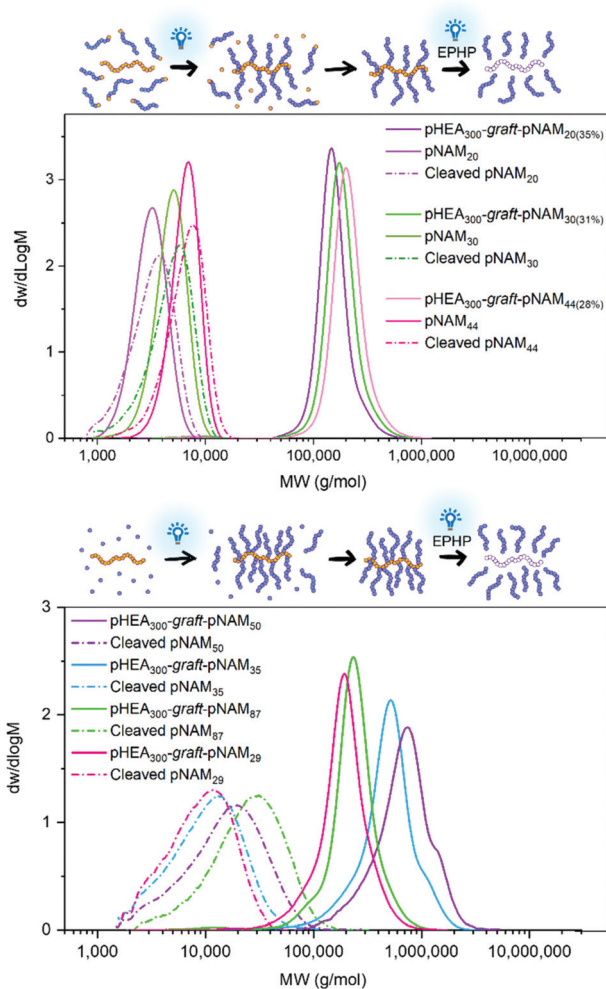 EPHP
dw/dLogM
3
2
1
0
pHEA300-graft-pNAM20(35%)
pNAM20
Cleaved pNAM20
pHEA300-graft-pNAM30(31%)
pNAM30
Cleaved pNAM30
pHEA300-graft-pNAM44(28%)
pNAM44
Cleaved pNAM44
1,000 10,000 100,000 1,000,000 10,000,000
MW (g/mol)
EPHP
dw/dlogM
3
2
1
0
pHEA300-graft-pNAM50
Cleaved pNAM50
pHEA300-graft-pNAM35
Cleaved pNAM35
pHEA300-graft-pNAM87
Cleaved pNAM87
pHEA300-graft-pNAM29
Cleaved pNAM29
1,000 10,000 100,000 1,000,000 10,000,000
MW (g/mol)